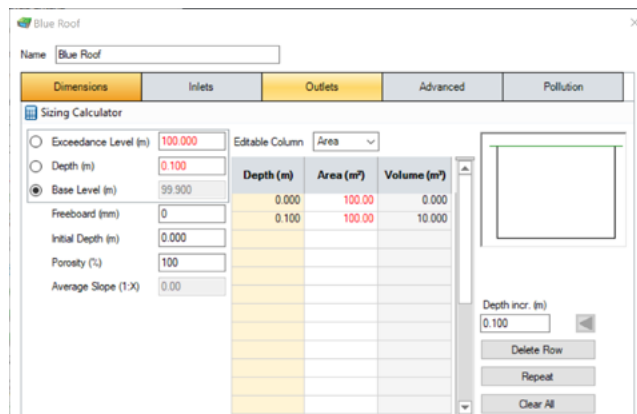 Blue Roof
Name Blue Roof
Dimensions Inlets Outlets Advanced Pollution
Sizing Calculator
Exceedance Level (m) 100.000 Editable Column Area
Depth (m) 0.100
Base Level (m) 99.900
Freeboard (mm) 0
Initial Depth (m) 0.000
Porosity (%) 100
Average Slope (1:X) 0.00
Depth (m) Area (m²) Volume (m³)
0.000 100.00 0.000
0.100 100.00 10.000
Depth incr. (m)
0.100
Delete Row
Repeat
Clear All